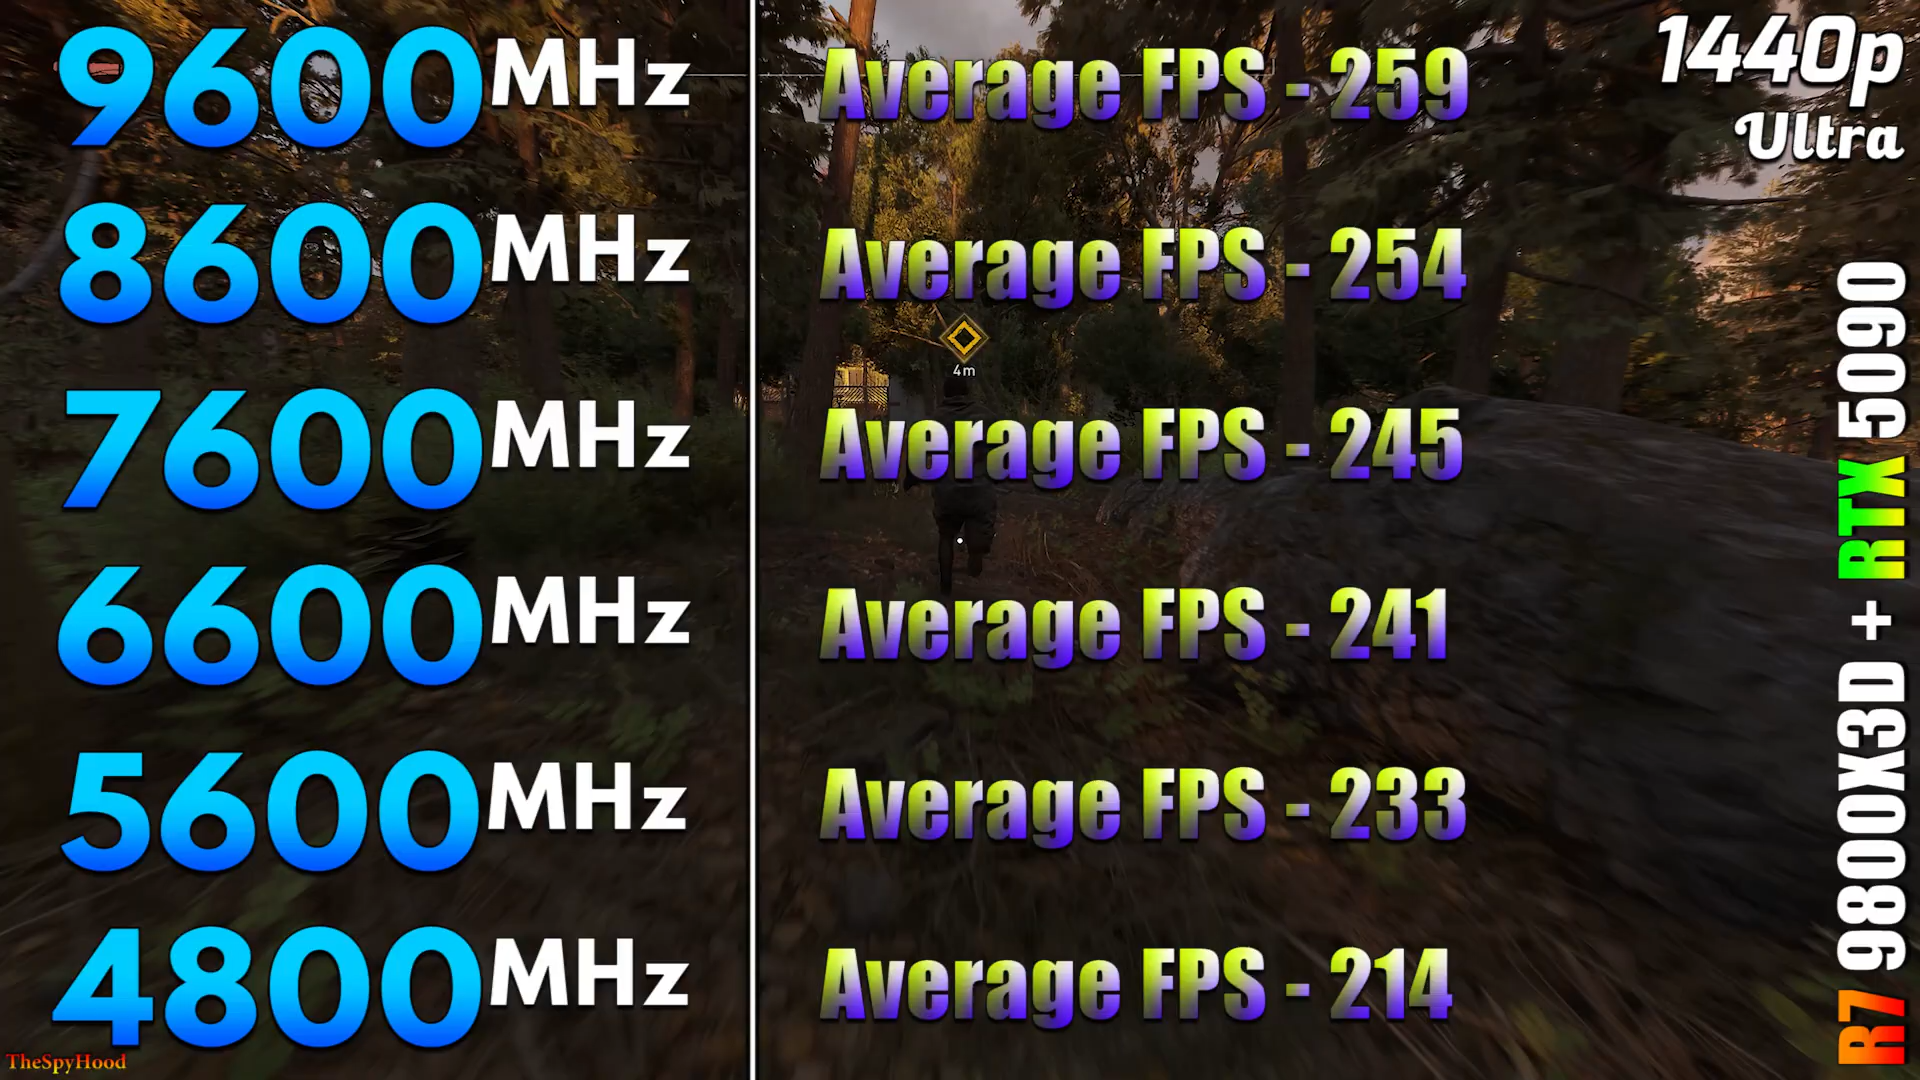 9600MHz Average FPS - 259
8600MHz Average FPS - 254
7600MHz Average FPS - 245
6600MHz Average FPS - 241
5600MHz Average FPS - 233
4800MHz Average FPS - 214
4m
1440p
Ultra
R7 9800X3D + RTX 5090
TheSpyHood